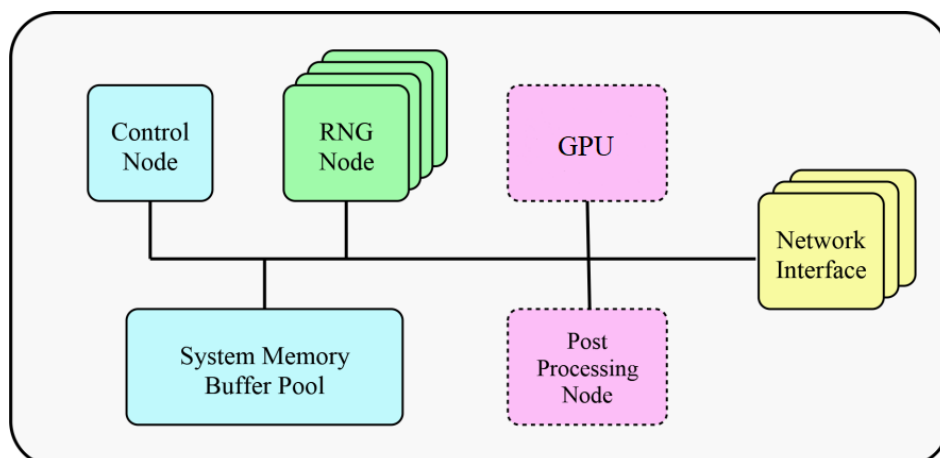 Control
Node
RNG
Node
GPU
Network
Interface
System Memory
Buffer Pool
Post
Processing
Node